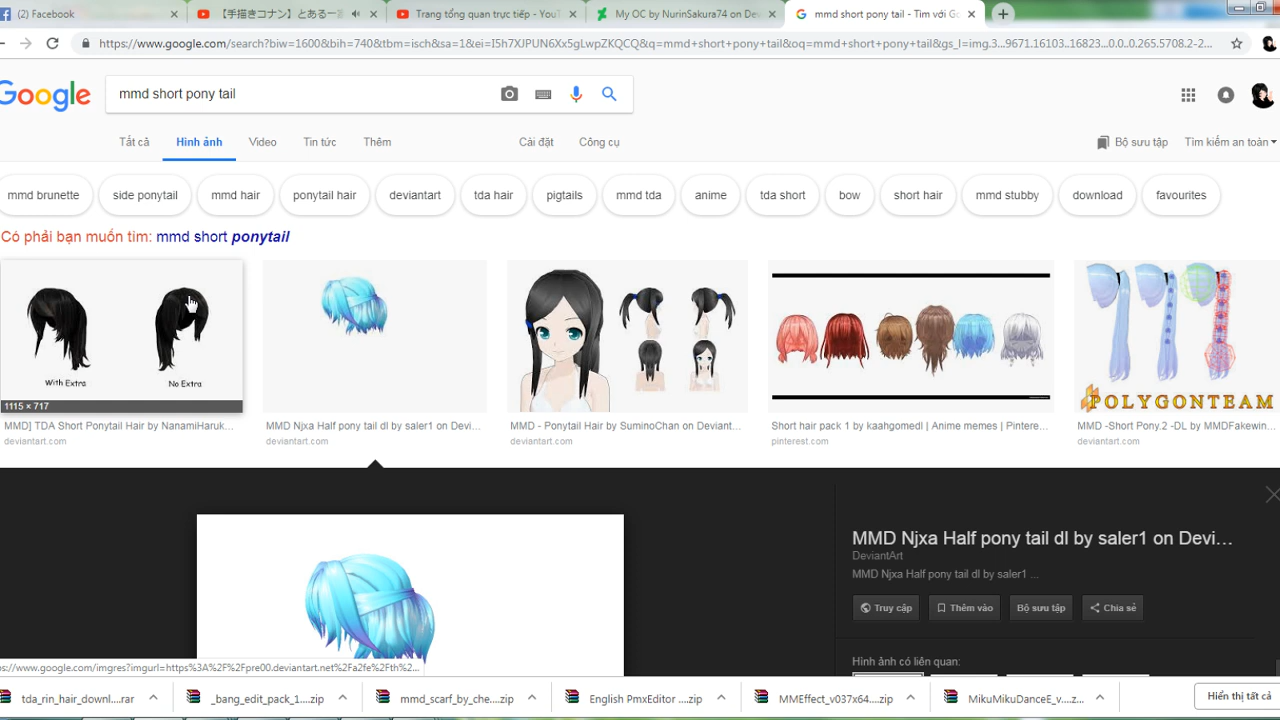 (2) Facebook
【手描きコナン】とある一
Trang tổng quan trực tiếp - Yo
My OC by NurinSakura74 on De
mmd short pony tail - Tìm với Go
https://www.google.com/search?biw=1600&bih=740&tbm=isch&sa=1&ei=I5h7XJPUN6Xx5gLwpZKQCQ&q=mmd+short+pony+tail&oq=mmd+short+pony+tail&gs_l=img.3...9671.16103..16823...0.0..0.265.5708.2-2...
Google
mmd short pony tail
Tất cả
Hình ảnh
Video
Tin tức
Thêm
Cài đặt
Công cụ
Bộ sưu tập
Tìm kiếm an toàn
mmd brunette
side ponytail
mmd hair
ponytail hair
deviantart
tda hair
pigtails
mmd tda
anime
tda short
bow
short hair
mmd stubby
download
favourites
Có phải bạn muốn tìm: mmd short ponytail
With Extra
No Extra
1115 × 717
POLYGONTEAM
MMD] TDA Short Ponytail Hair by NanamiHaruk...
deviantart.com
MMD Njxa Half pony tail dl by saler1 on Devi...
deviantart.com
MMD - Ponytail Hair by SuminoChan on Deviant...
deviantart.com
Short hair pack 1 by kaahgomedl | Anime memes | Pintere...
pinterest.com
MMD -Short Pony.2 -DL by MMDFakewin...
deviantart.com
MMD Njxa Half pony tail dl by saler1 on Devi...
DeviantArt
MMD Njxa Half pony tail dl by saler1 ...
Truy cập
Thêm vào
Bộ sưu tập
Chia sẻ
Hình ảnh có liên quan:
ps://www.google.com/imgres?imgurl=https%3A%2F%2Fpre00.deviantart.net%2Fa2fe%2Fth%2...
tda_rin_hair_downl....rar
_bang_edit_pack_1....zip
mmd_scarf_by_che....zip
English PmxEditor ....zip
MMEffect_v037x64....zip
MikuMikuDanceE_v....z...
Hiển thị tất cả